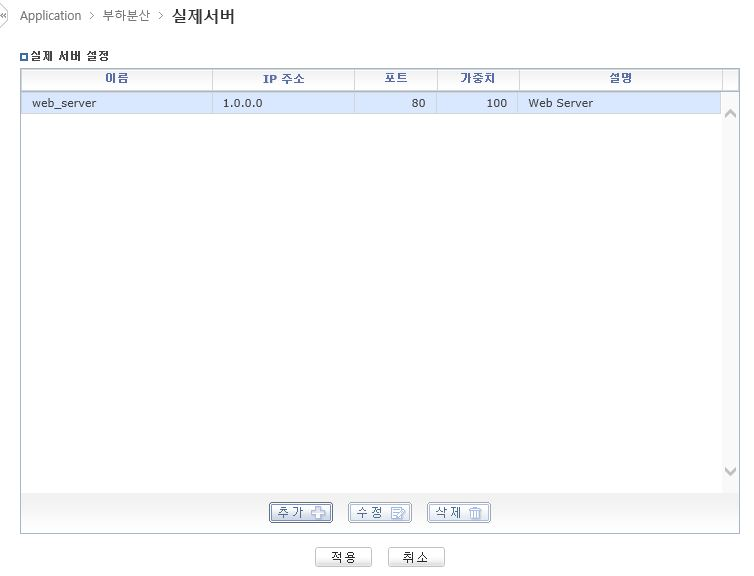 Application > 부하분산 > 실제서버
실제 서버 설정
이름 IP 주소 포트 가중치 설명
web_server 1.0.0.0 80 100 Web Server
추가 수정 삭제
적용 취소